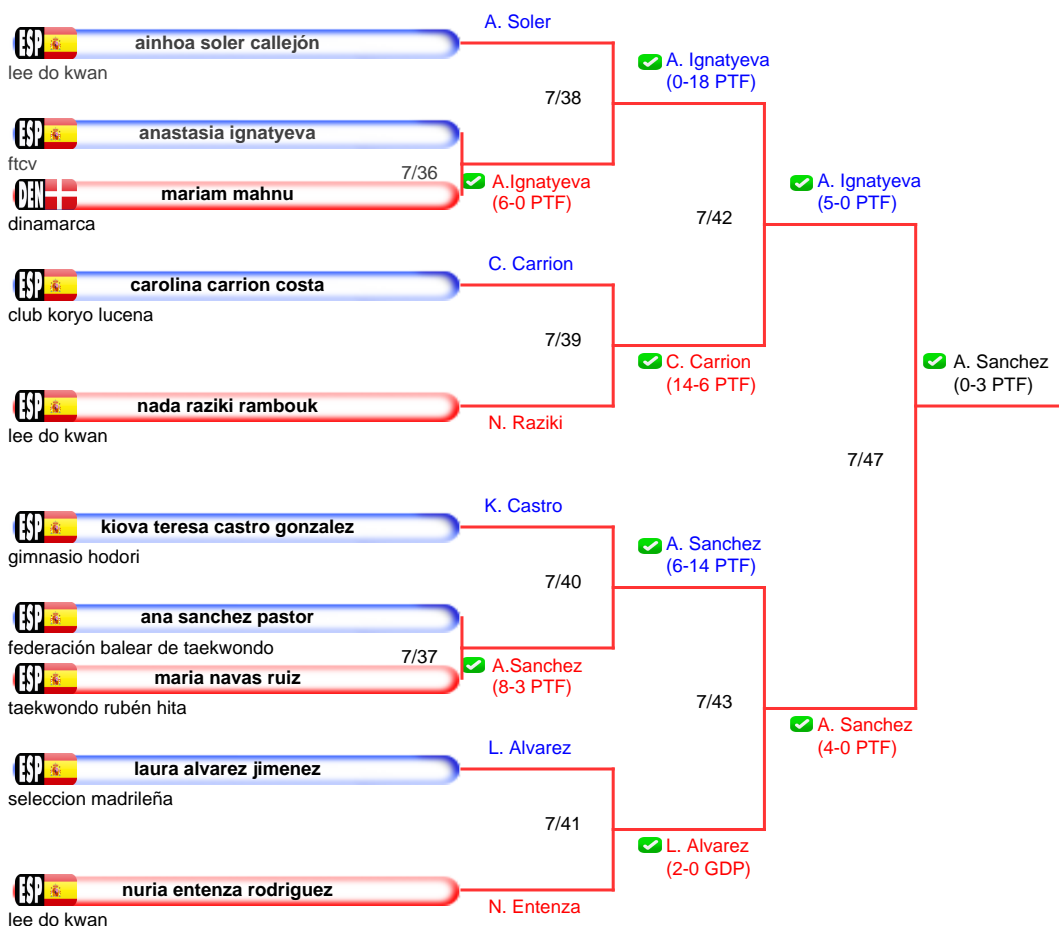 A. Soler
ESP ainhoa soler callejón
lee do kwan
A. Ignatyeva
(0-18 PTF)
7/38
ESP anastasia ignatyeva
ftcv
7/36
A.Ignatyeva
(6-0 PTF)
DEN mariam mahnu
dinamarca
A. Ignatyeva
(5-0 PTF)
7/42
C. Carrion
ESP carolina carrion costa
club koryo lucena
7/39
C. Carrion
(14-6 PTF)
ESP nada raziki rambouk
lee do kwan
N. Raziki
A. Sanchez
(0-3 PTF)
7/47
K. Castro
ESP kiova teresa castro gonzalez
gimnasio hodori
A. Sanchez
(6-14 PTF)
7/40
ESP ana sanchez pastor
federación balear de taekwondo
7/37
A.Sanchez
(8-3 PTF)
ESP maria navas ruiz
taekwondo rubén hita
7/43
A. Sanchez
(4-0 PTF)
L. Alvarez
ESP laura alvarez jimenez
seleccion madrileña
7/41
L. Alvarez
(2-0 GDP)
ESP nuria entenza rodriguez
lee do kwan
N. Entenza